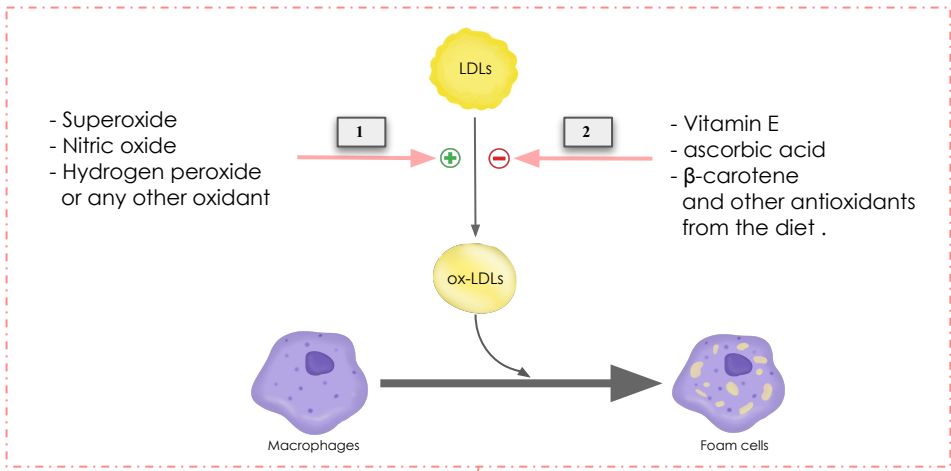 LDLs
- Superoxide
- Nitric oxide
- Hydrogen peroxide
or any other oxidant
1
2
- Vitamin E
- ascorbic acid
- β-carotene
and other antioxidants
from the diet .
ox-LDLs
Macrophages
Foam cells